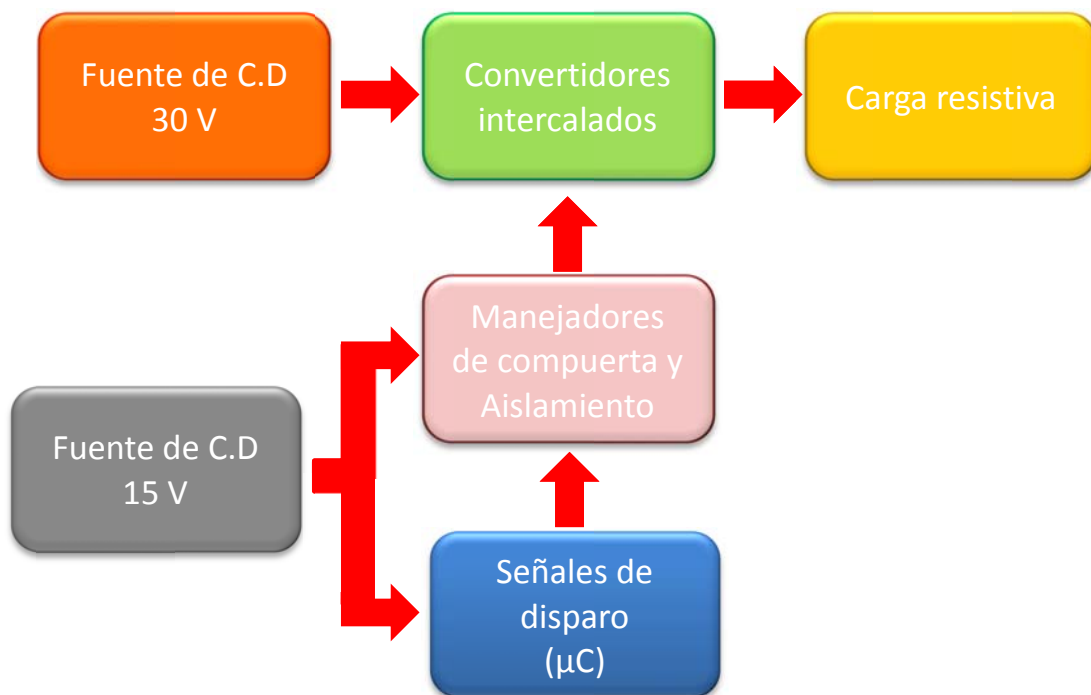 Fuente de C.D
30 V
Convertidores
intercalados
Carga resistiva
Manejadores
de compuerta y
Aislamiento
Fuente de C.D
15 V
Señales de
disparo
(µC)